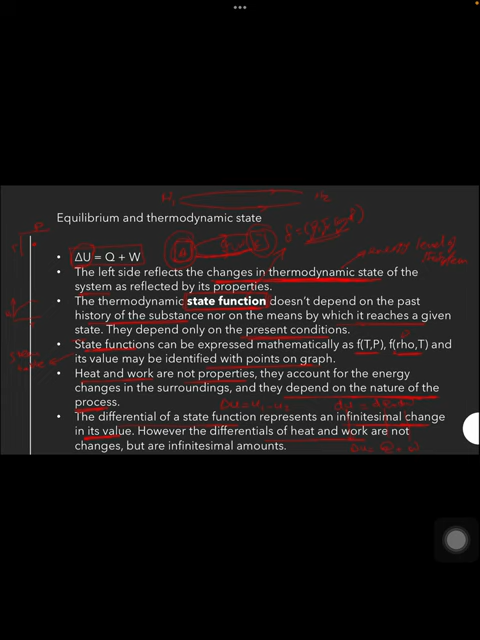 Equilibrium and thermodynamic state
• ΔU = Q + W
• The left side reflects the changes in thermodynamic state of the
system as reflected by its properties.
• The thermodynamic state function doesn't depend on the past
history of the substance nor on the means by which it reaches a given
state. They depend only on the present conditions.
• State functions can be expressed mathematically as f(T,P), f(rho,T) and
its value may be identified with points on graph.
• Heat and work are not properties, they account for the energy
changes in the surroundings, and they depend on the nature of the
process.
• The differential of a state function represents an infinitesimal change
in its value. However the differentials of heat and work are not
changes, but are infinitesimal amounts.